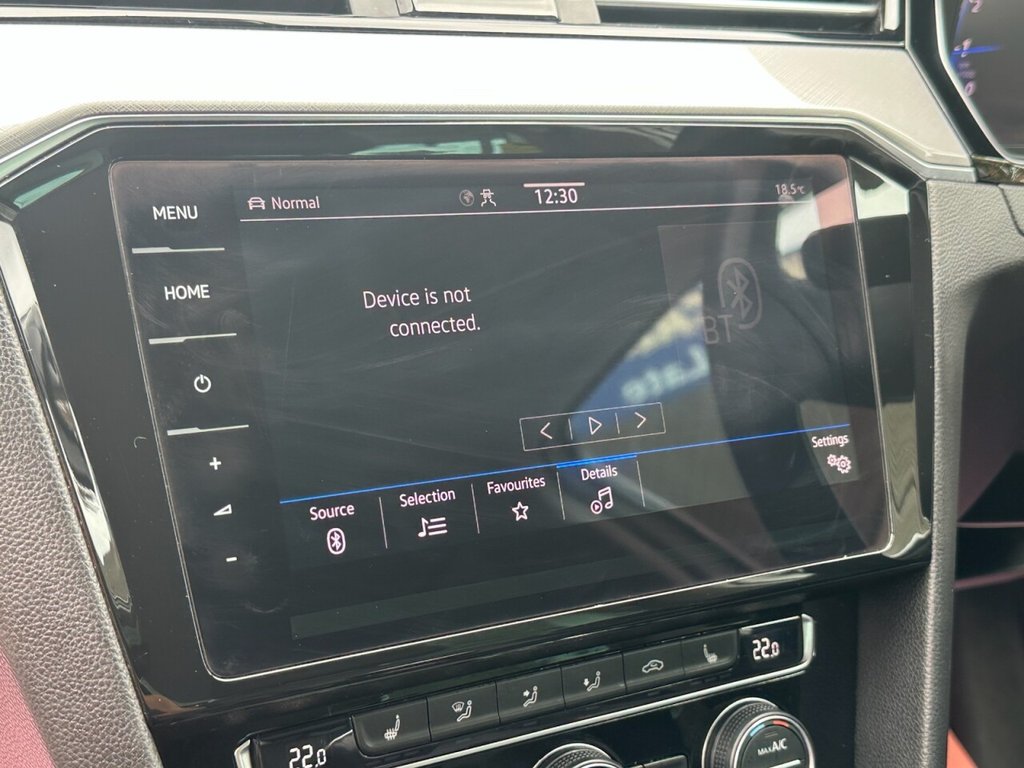 MENU
Normal
12:30
18.5°C
HOME
Device is not
connected.
BT
Late
+
-
Settings
Source
Selection
Favourites
Details
22.0
22.0
MAX A/C